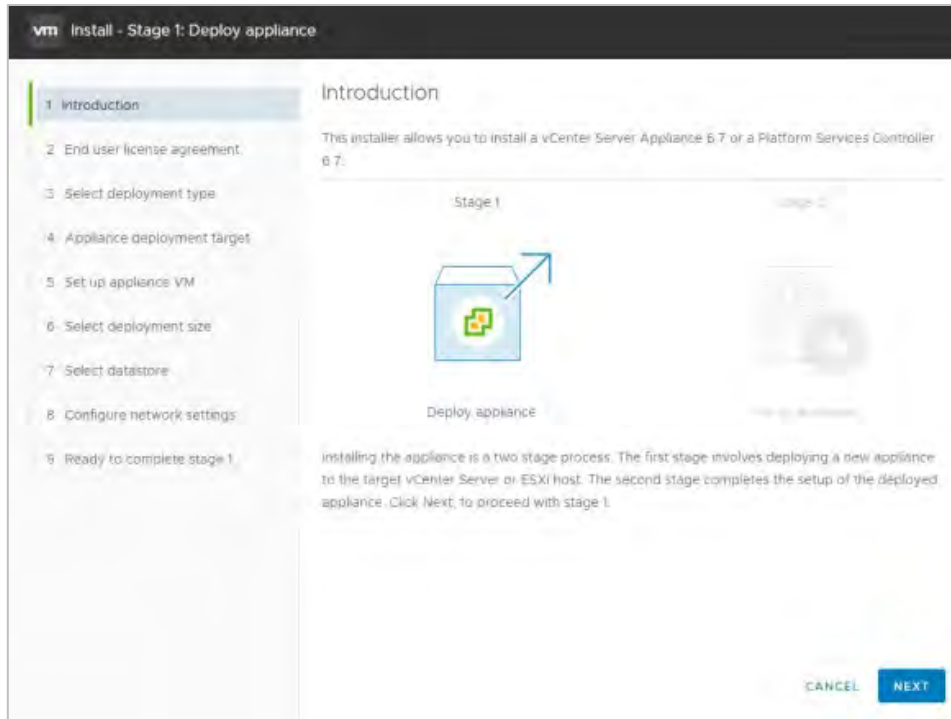 vm Install - Stage 1: Deploy appliance
1 Introduction
2 End user license agreement
3 Select deployment type
4 Appliance deployment target
5 Set up appliance VM
6 Select deployment size
7 Select datastore
8 Configure network settings
9 Ready to complete stage 1
Introduction
This installer allows you to install a vCenter Server Appliance 6.7 or a Platform Services Controller
6.7.
Stage 1
Stage 2
Deploy appliance
Installing the appliance is a two stage process. The first stage involves deploying a new appliance
to the target vCenter Server or ESXi host. The second stage completes the setup of the deployed
appliance. Click Next, to proceed with stage 1.
CANCEL
NEXT